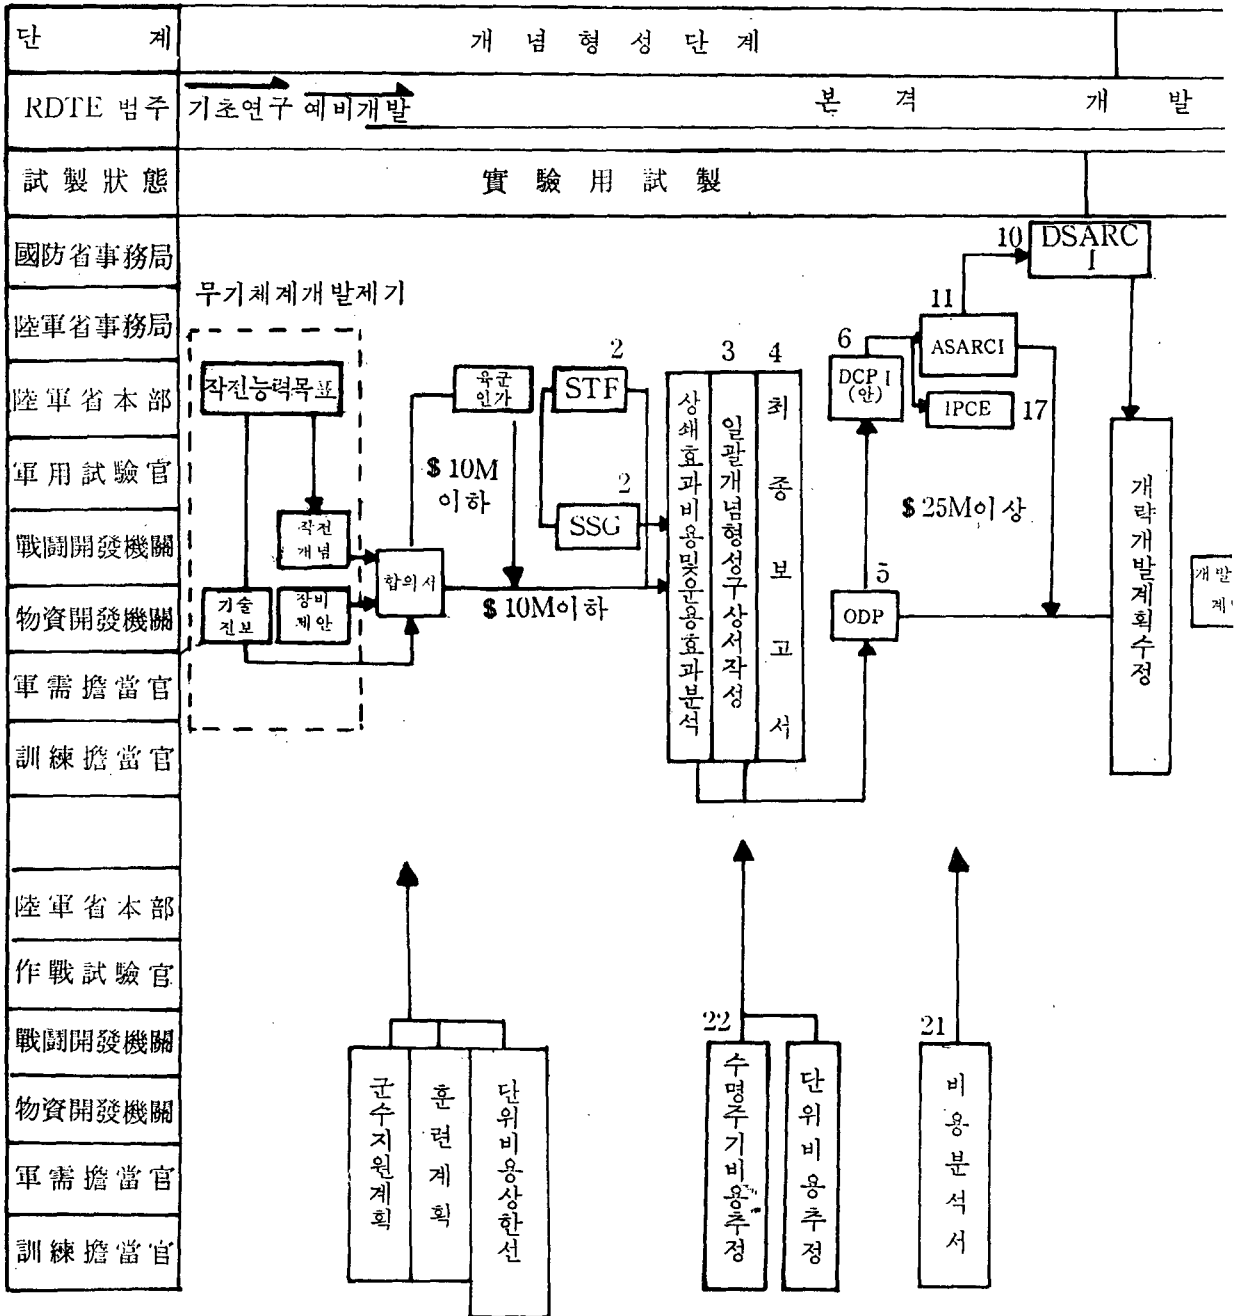 단 계
개 념 형 성 단 계
RDTE 범주
기초연구
예비개발
본 격 개 발
試 製 狀 態
實 驗 用 試 製
國防省事務局
陸軍省事務局
陸軍省本部
軍用試驗官
戰鬪開發機關
物資開發機關
軍需擔當官
訓練擔當官
무기체계개발제기
작전능력목표
작전
개념
기술
진보
장비
제안
합의서
육군
인가
$ 10M
이하
$ 10M이하
2
STF
2
SSG
3
4
상쇄효과비용및운용효과분석
일괄개념형성구상서작성
최종보고서
5
ODP
6
DCP I
(안)
11
ASARCI
IPCE
17
10
DSARC
I
$ 25M이상
개략개발계획수정
개발
陸軍省本部
作戰試驗官
戰鬪開發機關
物資開發機關
軍需擔當官
訓練擔當官
군수지원계획
훈련계획
단위비용상한선
22
수명주기비용추정
단위비용추정
21
비용분석서